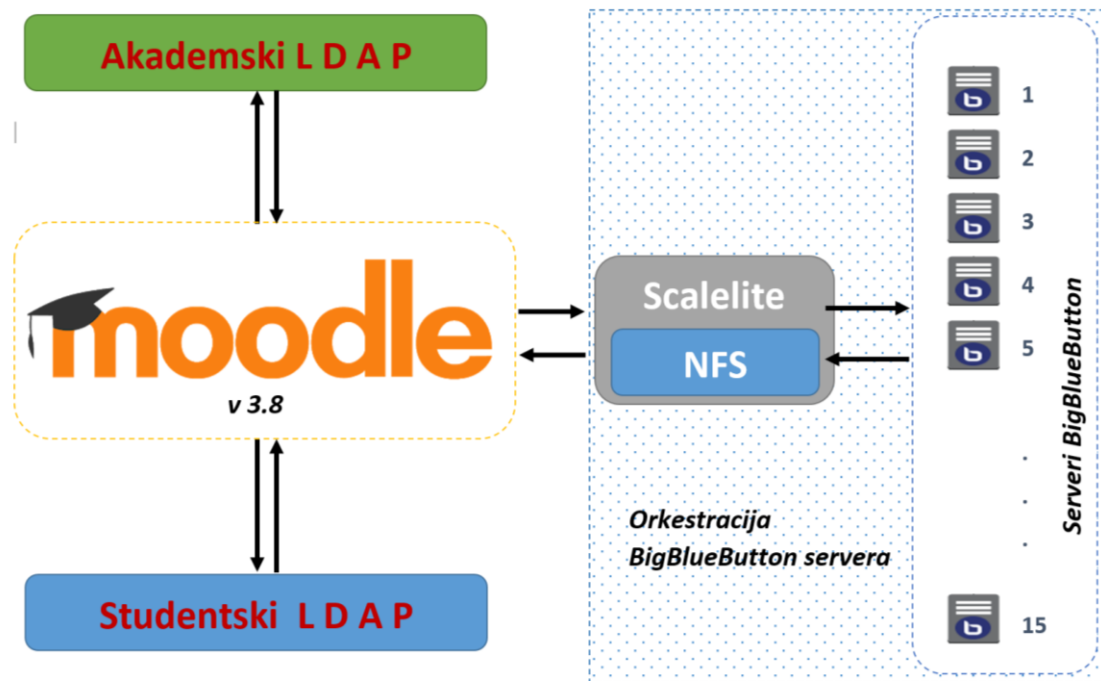 Akademski L D A P
moodle
v 3.8
Studentski L D A P
Scalelite
NFS
Orkestracija
BigBlueButton servera
1
2
3
4
5
.
.
.
15
Serveri BigBlueButton
b
b
b
b
b
b